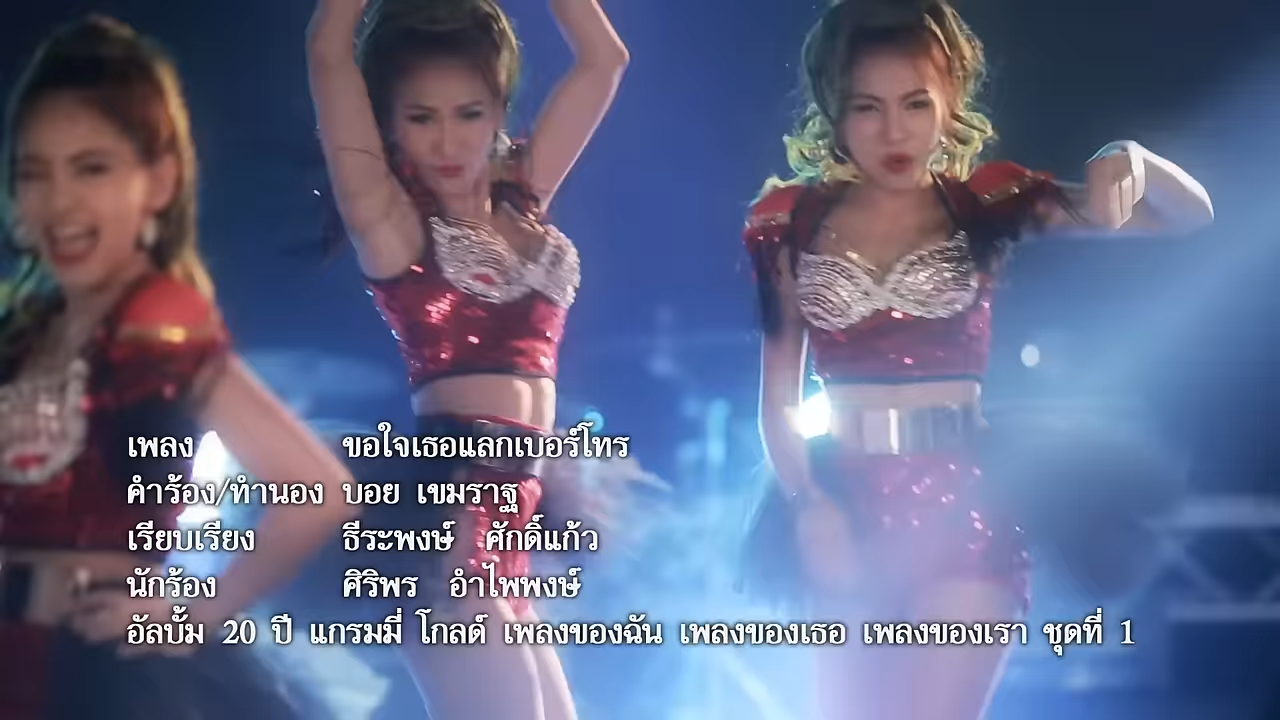 เพลง ขอใจเธอแลกเบอร์โทร
คำร้อง/ทำนอง บอย เขมราฐ
เรียบเรียง ธีระพงษ์ ศักดิ์แก้ว
นักร้อง ศิริพร อำไพพงษ์
อัลบั้ม 20 ปี แกรมมี่ โกลด์ เพลงของฉัน เพลงของเธอ เพลงของเรา ชุดที่ 1